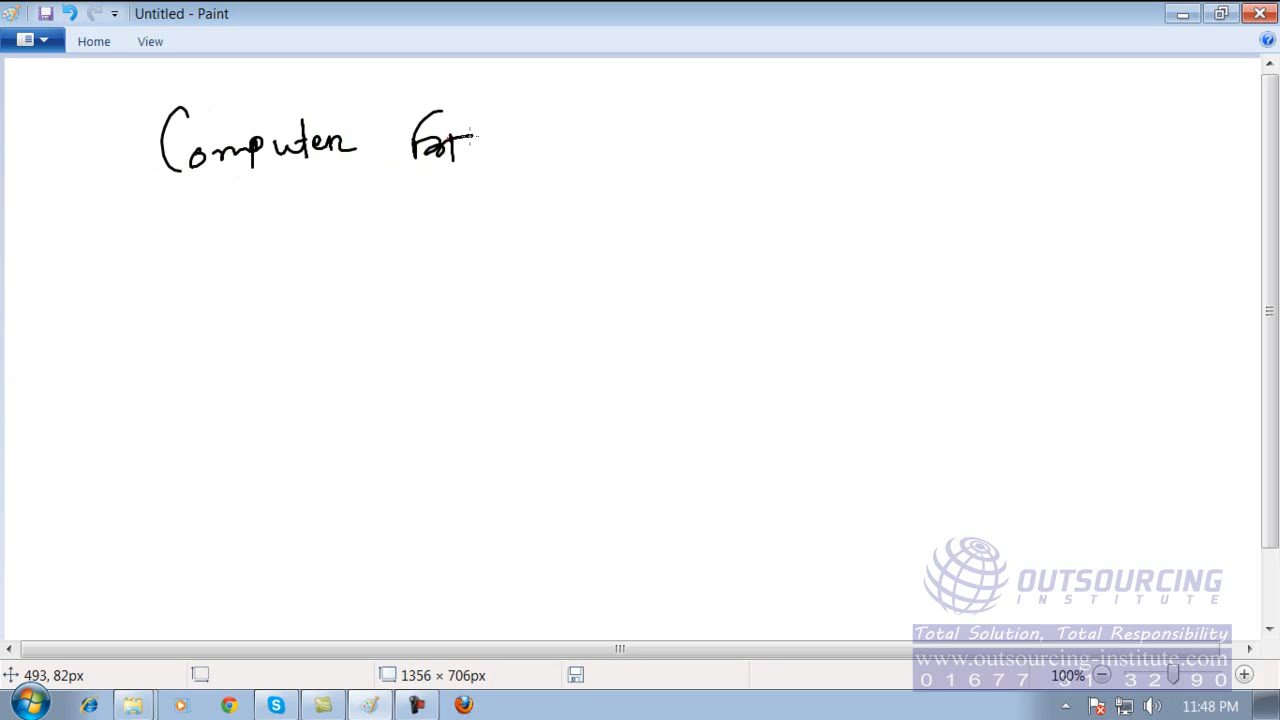 Untitled - Paint
Home View
Computer
OUTSOURCING
INSTITUTE
Total Solution, Total Responsibility
www.outsourcing-institute.com
493, 82px
1356 × 706px
100%
11:48 PM